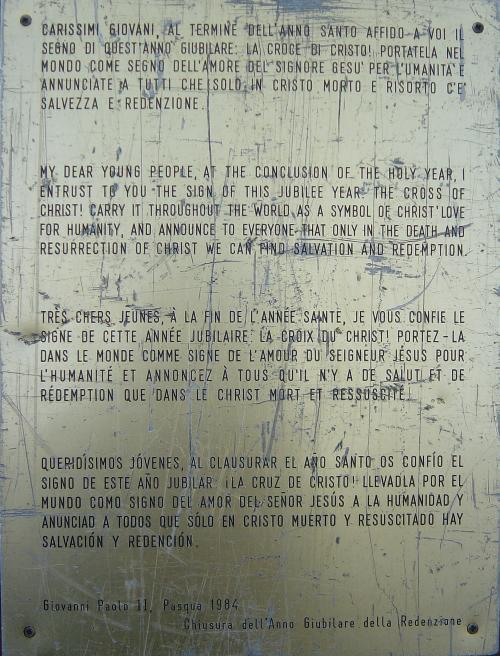 CARISSIMI GIOVANI, AL TERMINE DELL'ANNO SANTO AFFIDO A VOI IL
SEGNO DI QUEST'ANNO GIUBILARE: LA CROCE DI CRISTO! PORTATELA NEL
MONDO COME SEGNO DELL'AMORE DEL SIGNORE GESU' PER L'UMANITA' E
ANNUNCIATE A TUTTI CHE SOLO IN CRISTO MORTO E RISORTO C'E'
SALVEZZA E REDENZIONE.
MY DEAR YOUNG PEOPLE, AT THE CONCLUSION OF THE HOLY YEAR, I
ENTRUST TO YOU THE SIGN OF THIS JUBILEE YEAR: THE CROSS OF
CHRIST! CARRY IT THROUGHOUT THE WORLD AS A SYMBOL OF CHRIST'LOVE
FOR HUMANITY, AND ANNOUNCE TO EVERYONE THAT ONLY IN THE DEATH AND
RESURRECTION OF CHRIST WE CAN FIND SALVATION AND REDEMPTION.
TRÈS CHERS JEUNES, À LA FIN DE L'ANNÉE SAINTE, JE VOUS CONFIE LE
SIGNE DE CETTE ANNÉE JUBILAIRE: LA CROIX DU CHRIST! PORTEZ-LA
DANS LE MONDE COMME SIGNE DE L'AMOUR DU SEIGNEUR JÉSUS POUR
L'HUMANITÉ ET ANNONCEZ À TOUS QU'IL N'Y A DE SALUT ET DE
RÉDEMPTION QUE DANS LE CHRIST MORT ET RESSUSCITÉ.
QUERIDÍSIMOS JÓVENES, AL CLAUSURAR EL AÑO SANTO OS CONFÍO EL
SIGNO DE ESTE AÑO JUBILAR: ¡LA CRUZ DE CRISTO! LLEVADLA POR EL
MUNDO COMO SIGNO DEL AMOR DEL SEÑOR JESÚS A LA HUMANIDAD Y
ANUNCIAD A TODOS QUE SÓLO EN CRISTO MUERTO Y RESUSCITADO HAY
SALVACIÓN Y REDENCIÓN.
Giovanni Paolo II, Pasqua 1984
Chiusura dell'Anno Giubilare della Redenzione